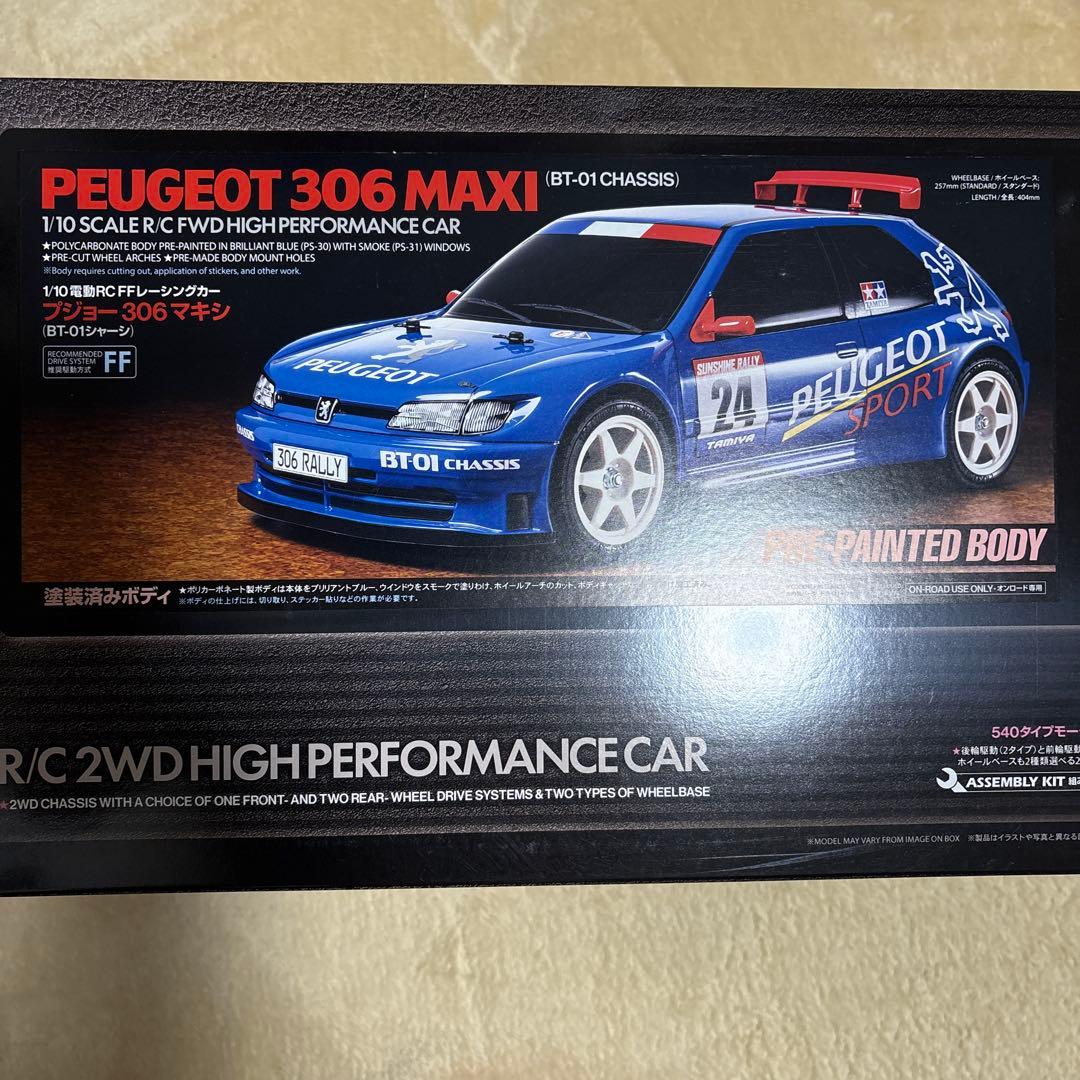 PEUGEOT 306 MAXI (BT-01 CHASSIS)
1/10 SCALE R/C FWD HIGH PERFORMANCE CAR
★POLYCARBONATE BODY PRE-PAINTED IN BRILLIANT BLUE (PS-30) WITH SMOKE (PS-31) WINDOWS
★PRE-CUT WHEEL ARCHES ★PRE-MADE BODY MOUNT HOLES
※Body requires cutting out, application of stickers, and other work.
1/10 電動RC FFレーシングカー
プジョー 306 マキシ
(BT-01シャーシ)
RECOMMENDED
DRIVE SYSTEM
推奨駆動方式
FF
WHEELBASE / ホイールベース:
257mm (STANDARD / スタンダード)
LENGTH / 全長: 404mm
TAMIYA
PEUGEOT
SUNSHINE RALLY
24
TAMIYA
PEUGEOT
SPORT
CHASSIS
306 RALLY
BT-01 CHASSIS
PRE-PAINTED BODY
塗装済みボディ
★ポリカーボネート製ボディは本体をブリリアントブルー、ウインドウをスモークで塗りわけ、ホイールアーチのカット、ボディ
※ボディの仕上げには、切り取り、ステッカー貼りなどの作業が必要です。
ON-ROAD USE ONLY・オンロード専用
R/C 2WD HIGH PERFORMANCE CAR
★2WD CHASSIS WITH A CHOICE OF ONE FRONT- AND TWO REAR- WHEEL DRIVE SYSTEMS & TWO TYPES OF WHEELBASE
540タイプモー
★後輪駆動(2タイプ)と前輪駆動
ホイールベースも2種類選べる2
ASSEMBLY KIT 組
※MODEL MAY VARY FROM IMAGE ON BOX ※製品はイラストや写真と異なる